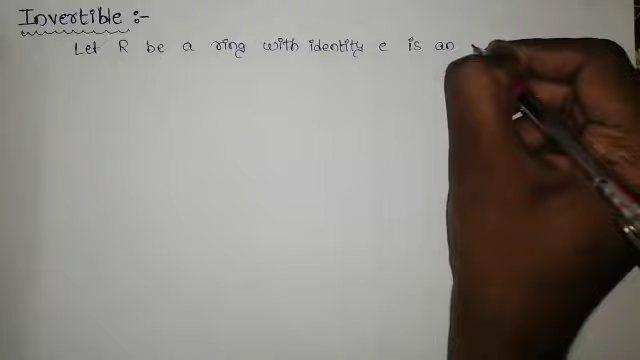 Invertible :-
Let R be a ring with identity e is an